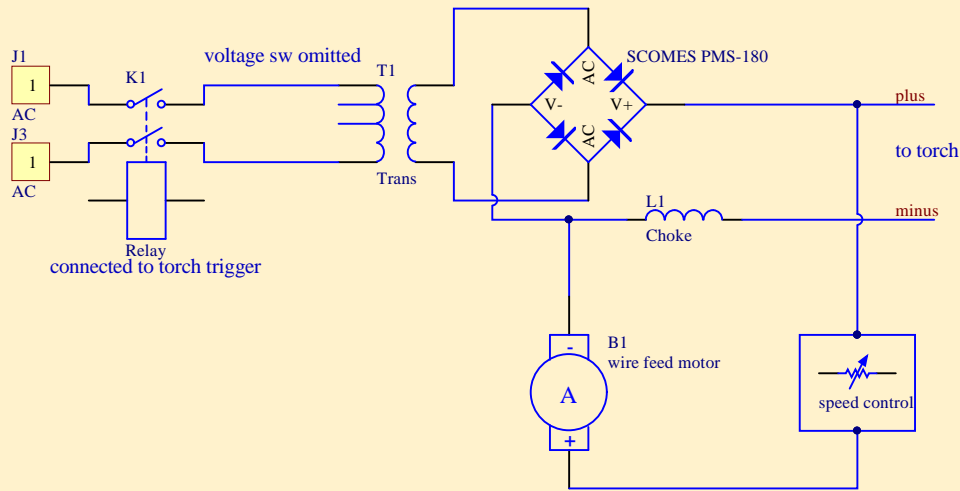 J1
1
AC
J3
1
AC
K1
Relay
connected to torch trigger
voltage sw omitted
T1
Trans
SCOMES PMS-180
AC
V-
V+
AC
plus
to torch
minus
L1
Choke
B1
wire feed motor
-
A
+
speed control